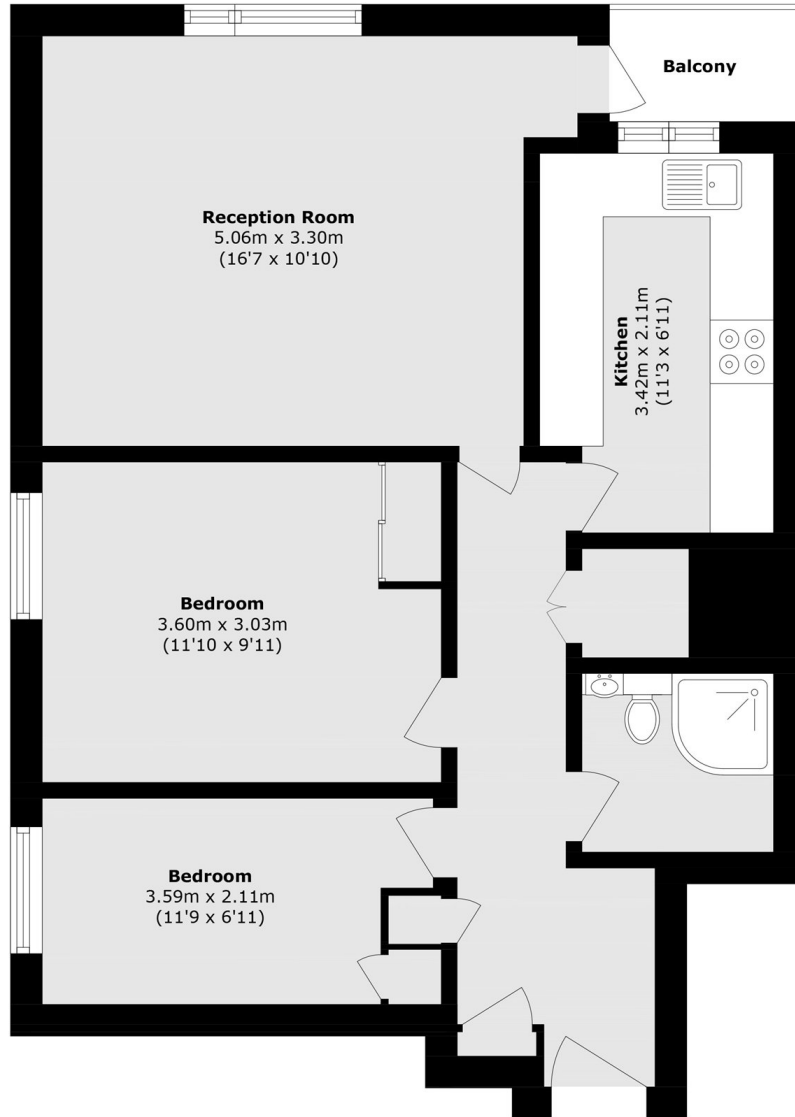 Balcony
Reception Room
5.06m x 3.30m
(16'7 x 10'10)
Kitchen
3.42m x 2.11m
(11'3 x 6'11)
Bedroom
3.60m x 3.03m
(11'10 x 9'11)
Bedroom
3.59m x 2.11m
(11'9 x 6'11)